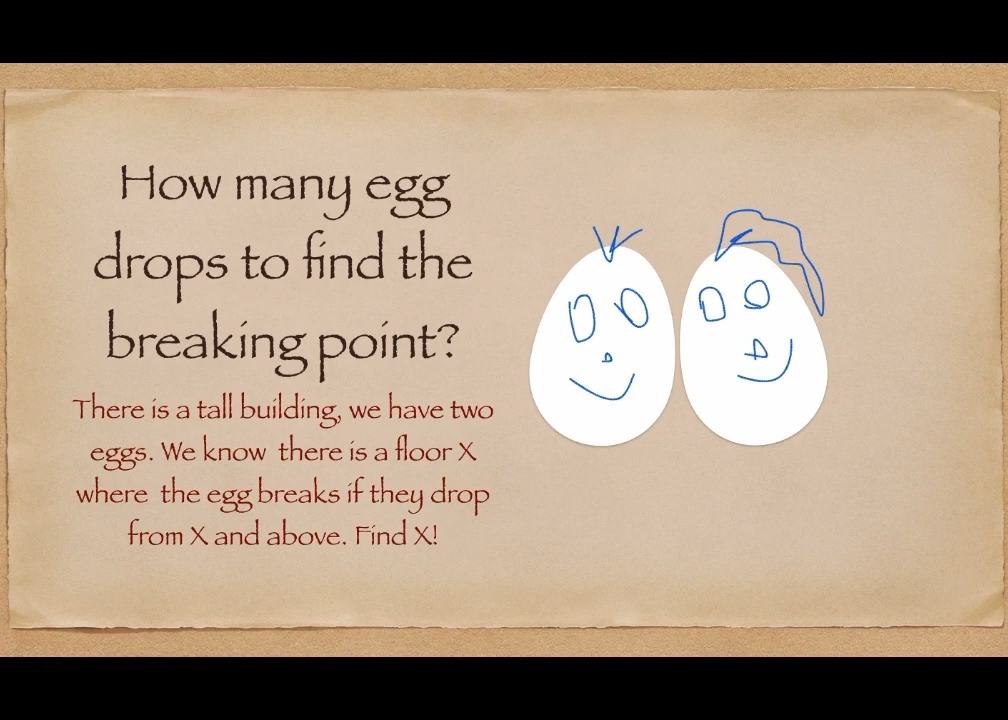 How many egg
drops to find the
breaking point?
There is a tall building, we have two
eggs. We know there is a floor X
where the egg breaks if they drop
from X and above. Find X!